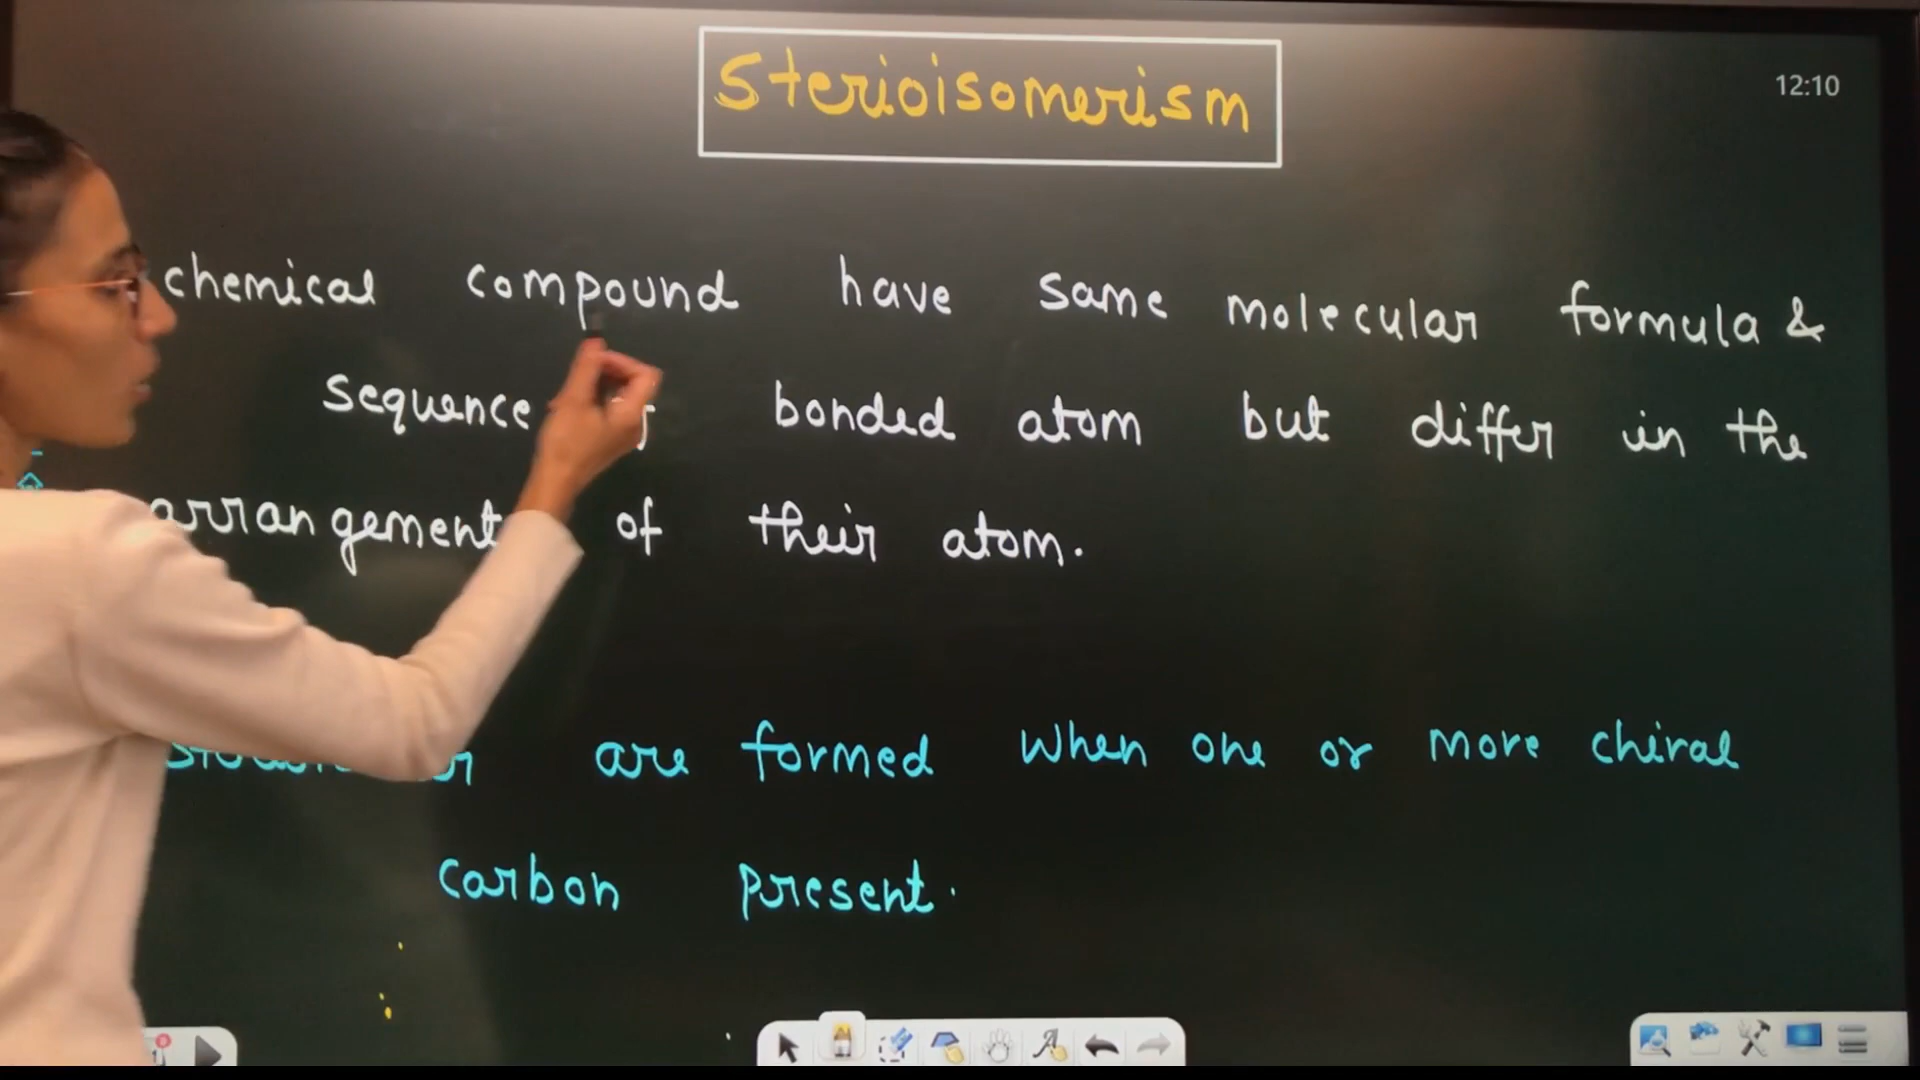 Sterioisomerism
12:10
chemical compound have same molecular formula &
sequence bonded atom but differ in the
arrangement of their atom.
are formed when one or more chiral
carbon present.